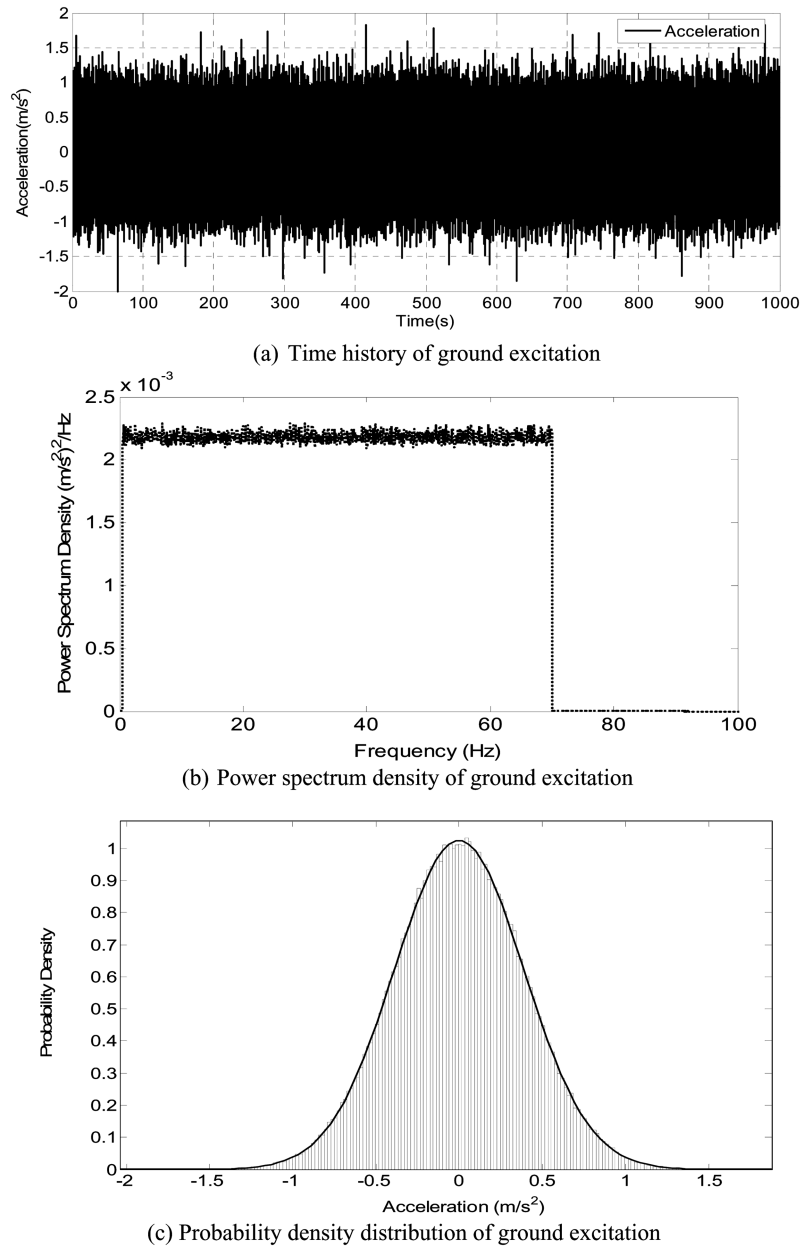 2
1.5
1
0.5
0
-0.5
-1
-1.5
-2
Acceleration(m/s²)
Acceleration
0 100 200 300 400 500 600 700 800 900 1000
Time(s)
(a) Time history of ground excitation
x 10⁻³
2.5
2
1.5
1
0.5
0
Power Spectrum Density (m/s²)²/Hz
0 20 40 60 80 100
Frequency (Hz)
(b) Power spectrum density of ground excitation
1
0.9
0.8
0.7
0.6
0.5
0.4
0.3
0.2
0.1
0
Probability Density
-2 -1.5 -1 -0.5 0 0.5 1 1.5
Acceleration (m/s²)
(c) Probability density distribution of ground excitation